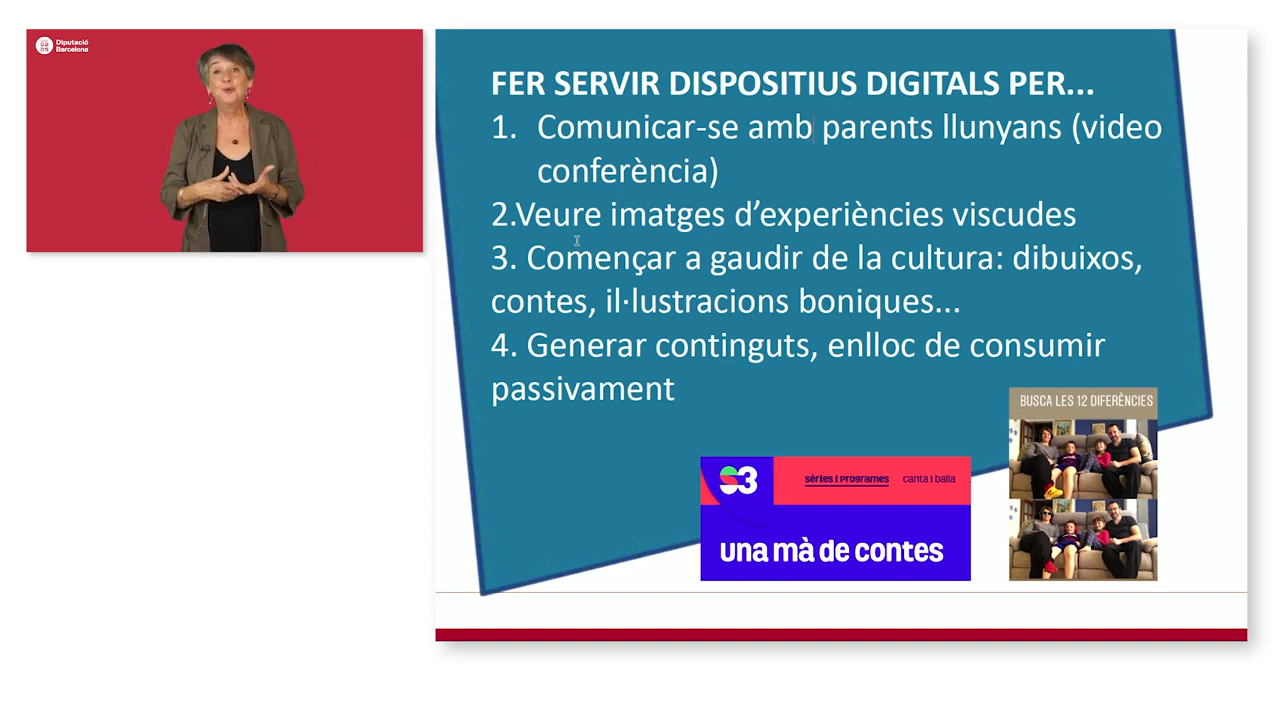 Diputació
Barcelona
FER SERVIR DISPOSITIUS DIGITALS PER...
1. Comunicar-se amb parents llunyans (video
conferència)
2.Veure imatges d’experiències viscudes
3. Començar a gaudir de la cultura: dibuixos,
contes, il·lustracions boniques...
4. Generar continguts, enlloc de consumir
passivament
BUSCA LES 12 DIFERÈNCIES
S3
sèries i programes
canta i balla
una mà de contes